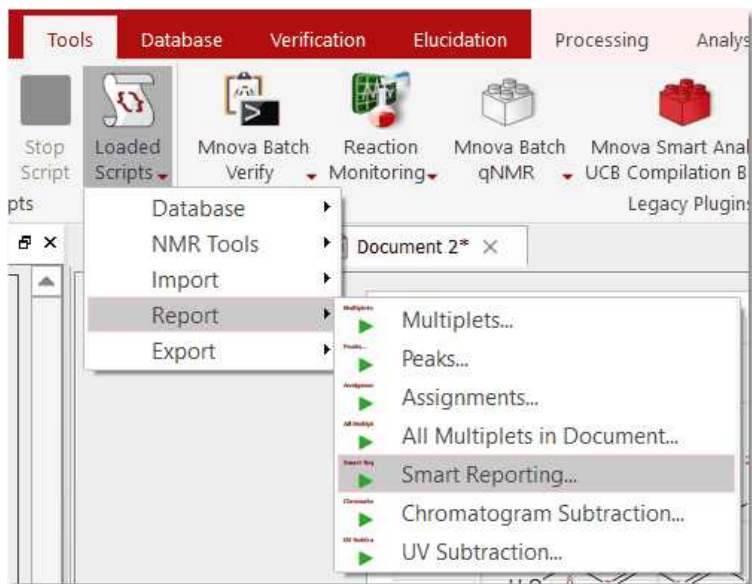 Tools Database Verification Elucidation Processing Analys
Stop Loaded Mnova Batch Reaction Mnova Batch Mnova Smart Anal
Script Scripts Verify Monitoring qNMR UCB Compilation B
pts Legacy Plugins
Database
NMR Tools Document 2* ×
Import
Report
Export
Multiplets...
Peaks...
Assignments...
All Multiplets in Document...
Smart Reporting...
Chromatogram Subtraction...
UV Subtraction...